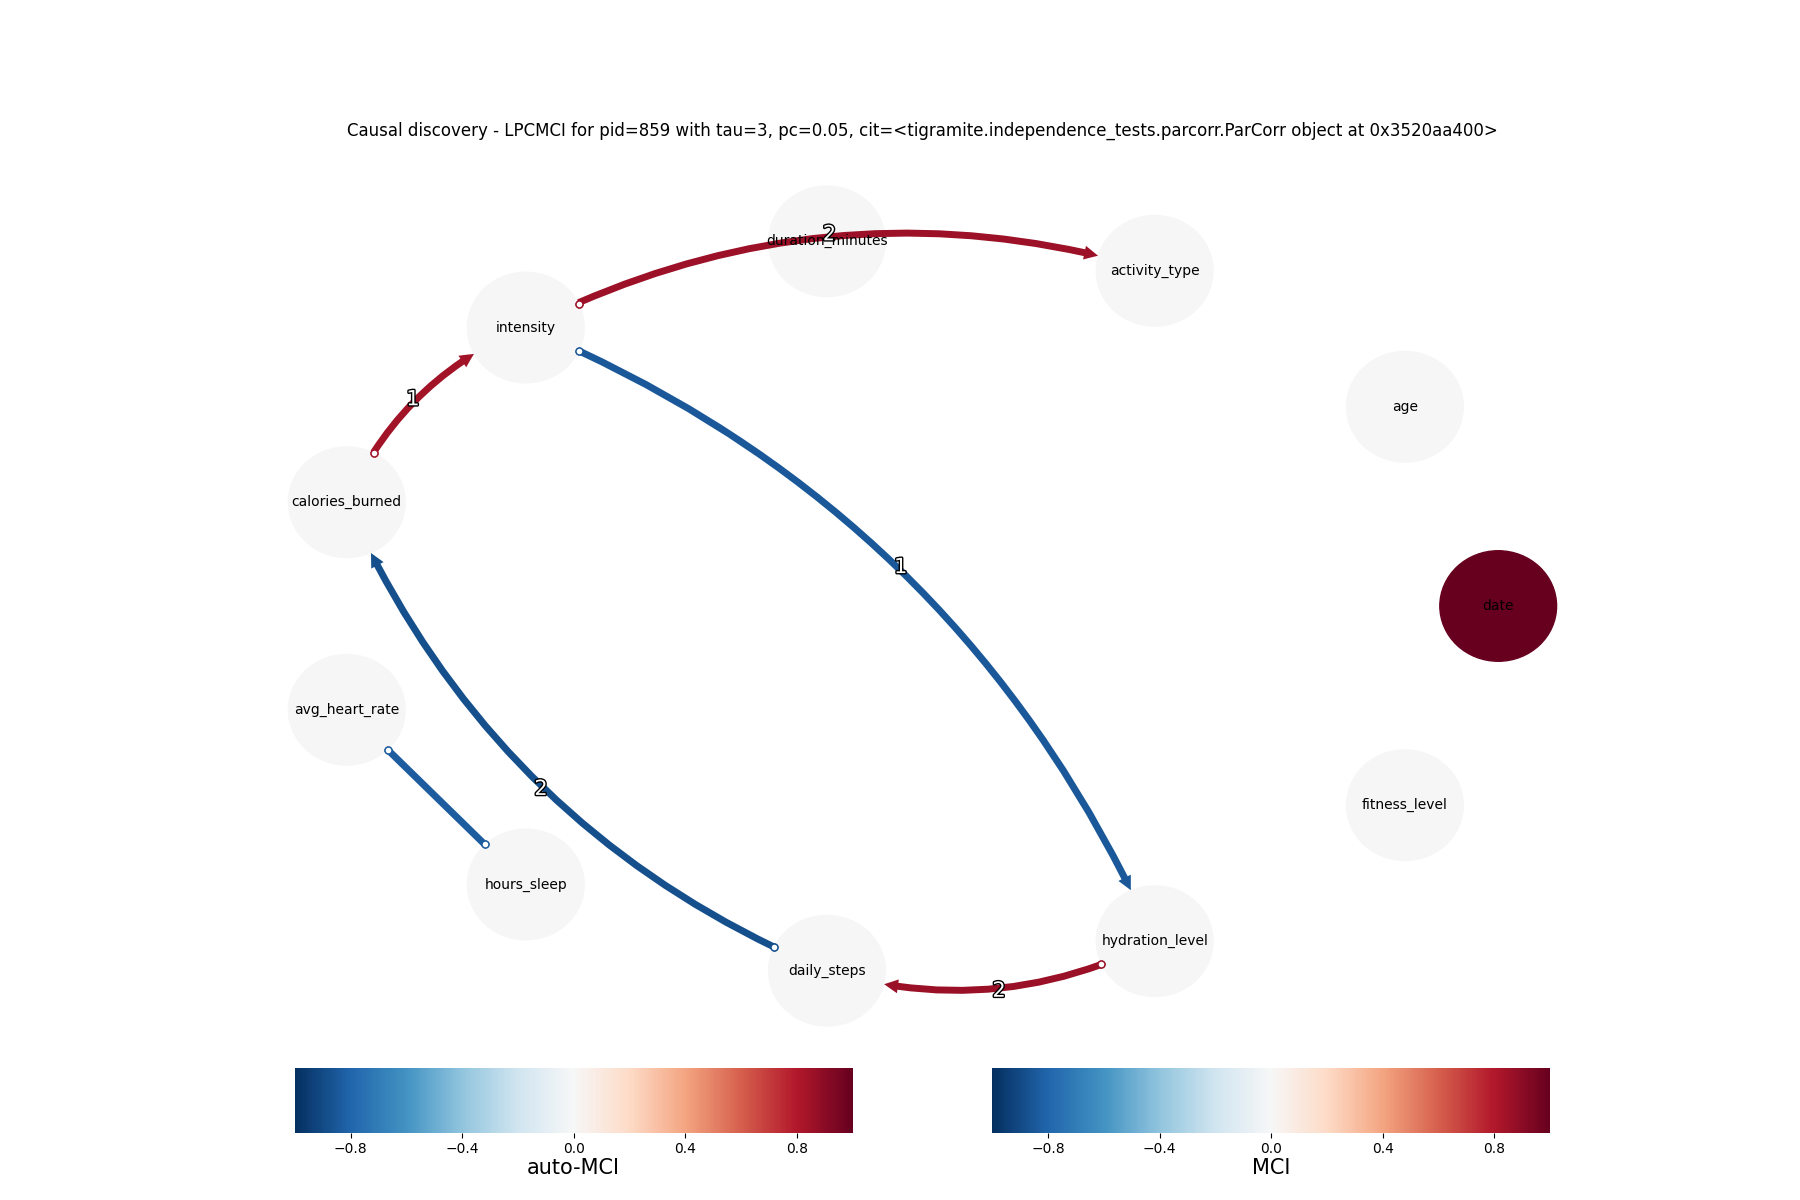 Causal discovery - LPCMCI for pid=859 with tau=3, pc=0.05, cit=<tigramite.independence_tests.parcorr.ParCorr object at 0x3520aa400>
2
duration_minutes
activity_type
intensity
1
age
calories_burned
1
date
avg_heart_rate
2
fitness_level
hours_sleep
hydration_level
daily_steps
2
−0.8 −0.4 0.0 0.4 0.8
auto-MCI
−0.8 −0.4 0.0 0.4 0.8
MCI